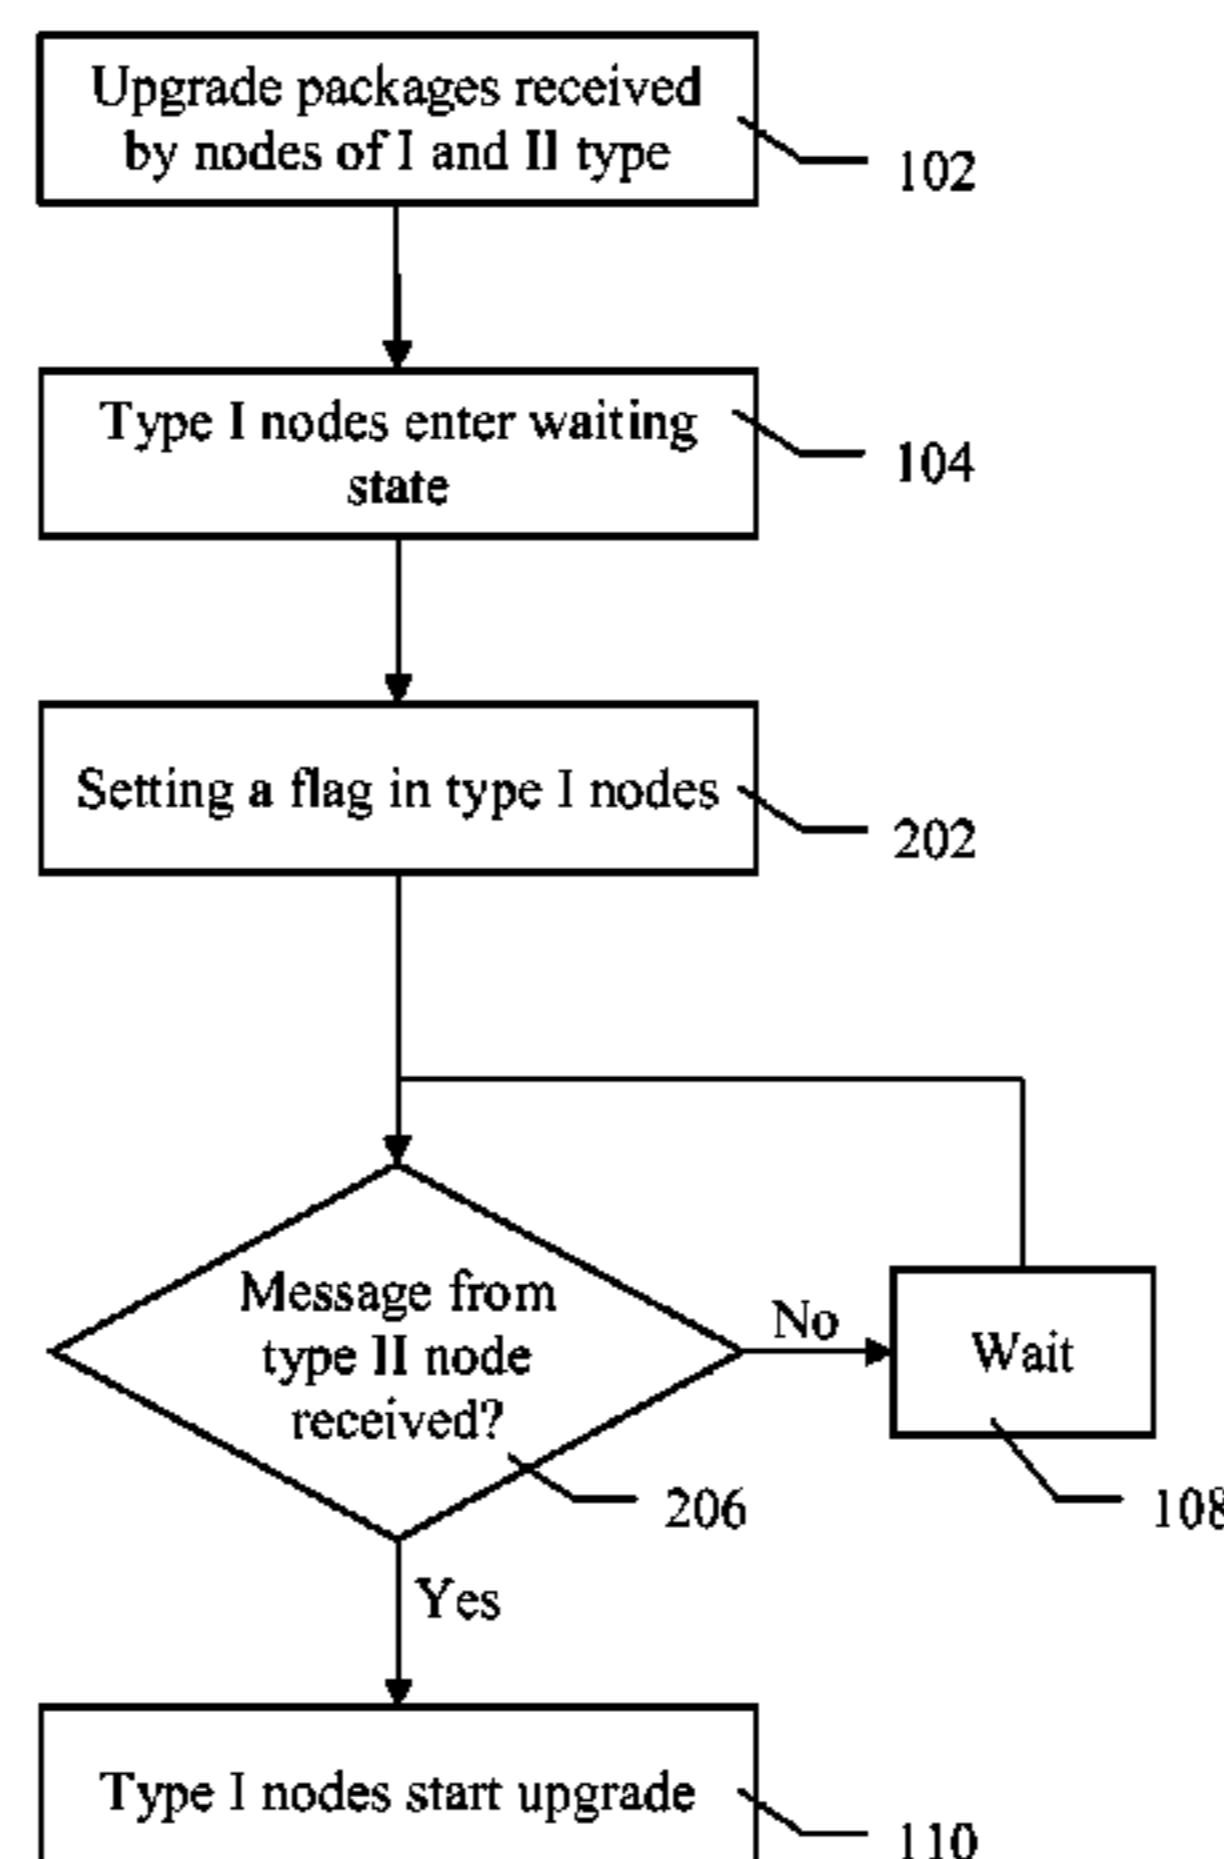 Upgrade packages received
by nodes of I and II type
102
Type I nodes enter waiting
state
104
Setting a flag in type I nodes
202
Message from
type II node
received?
206
No
Wait
108
Yes
Type I nodes start upgrade
110